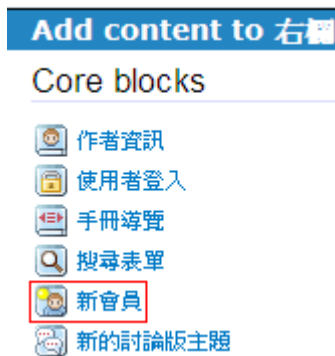 Add content to 右欄
Core blocks
作者資訊
使用者登入
手冊導覽
搜尋表單
新會員
新的討論版主題